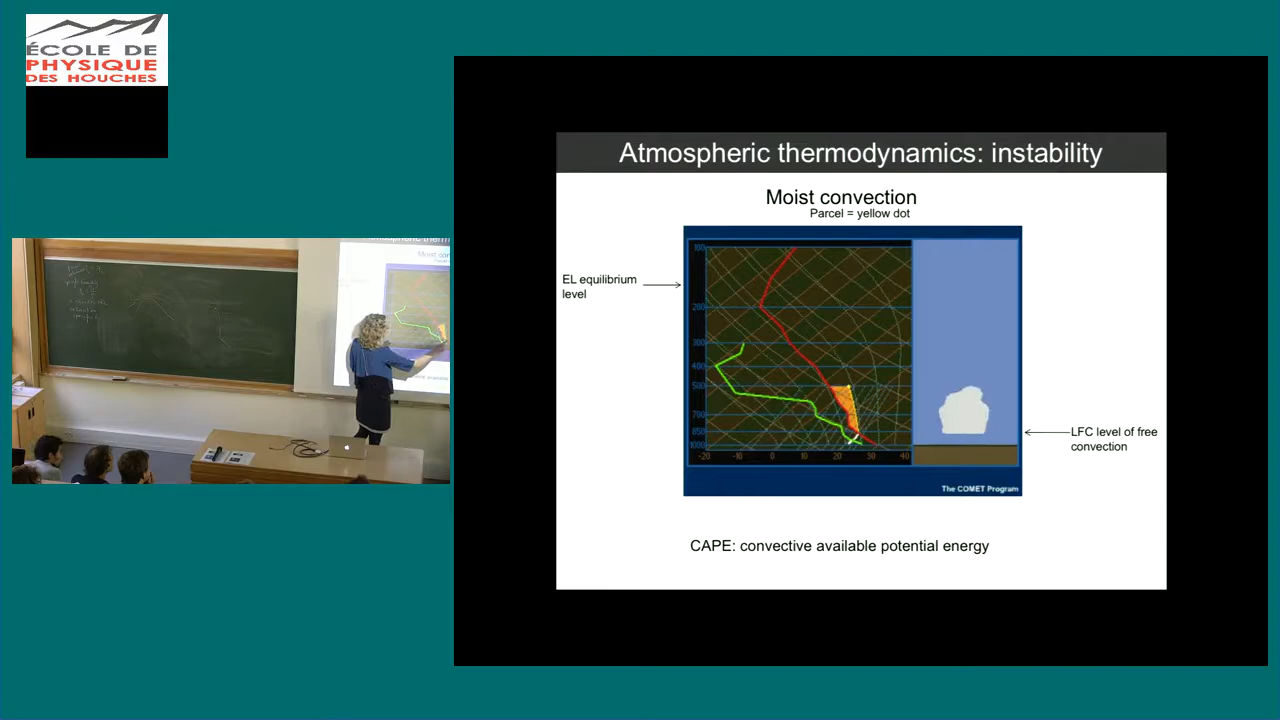 ÉCOLE DE
PHYSIQUE
DES HOUCHES
Atmospheric thermodynamics: instability
Moist convection
Parcel = yellow dot
EL equilibrium
level
100
200
300
400
500
700
850
1000
-20 -10 0 10 20 30 40
The COMET Program
LFC level of free
convection
CAPE: convective available potential energy